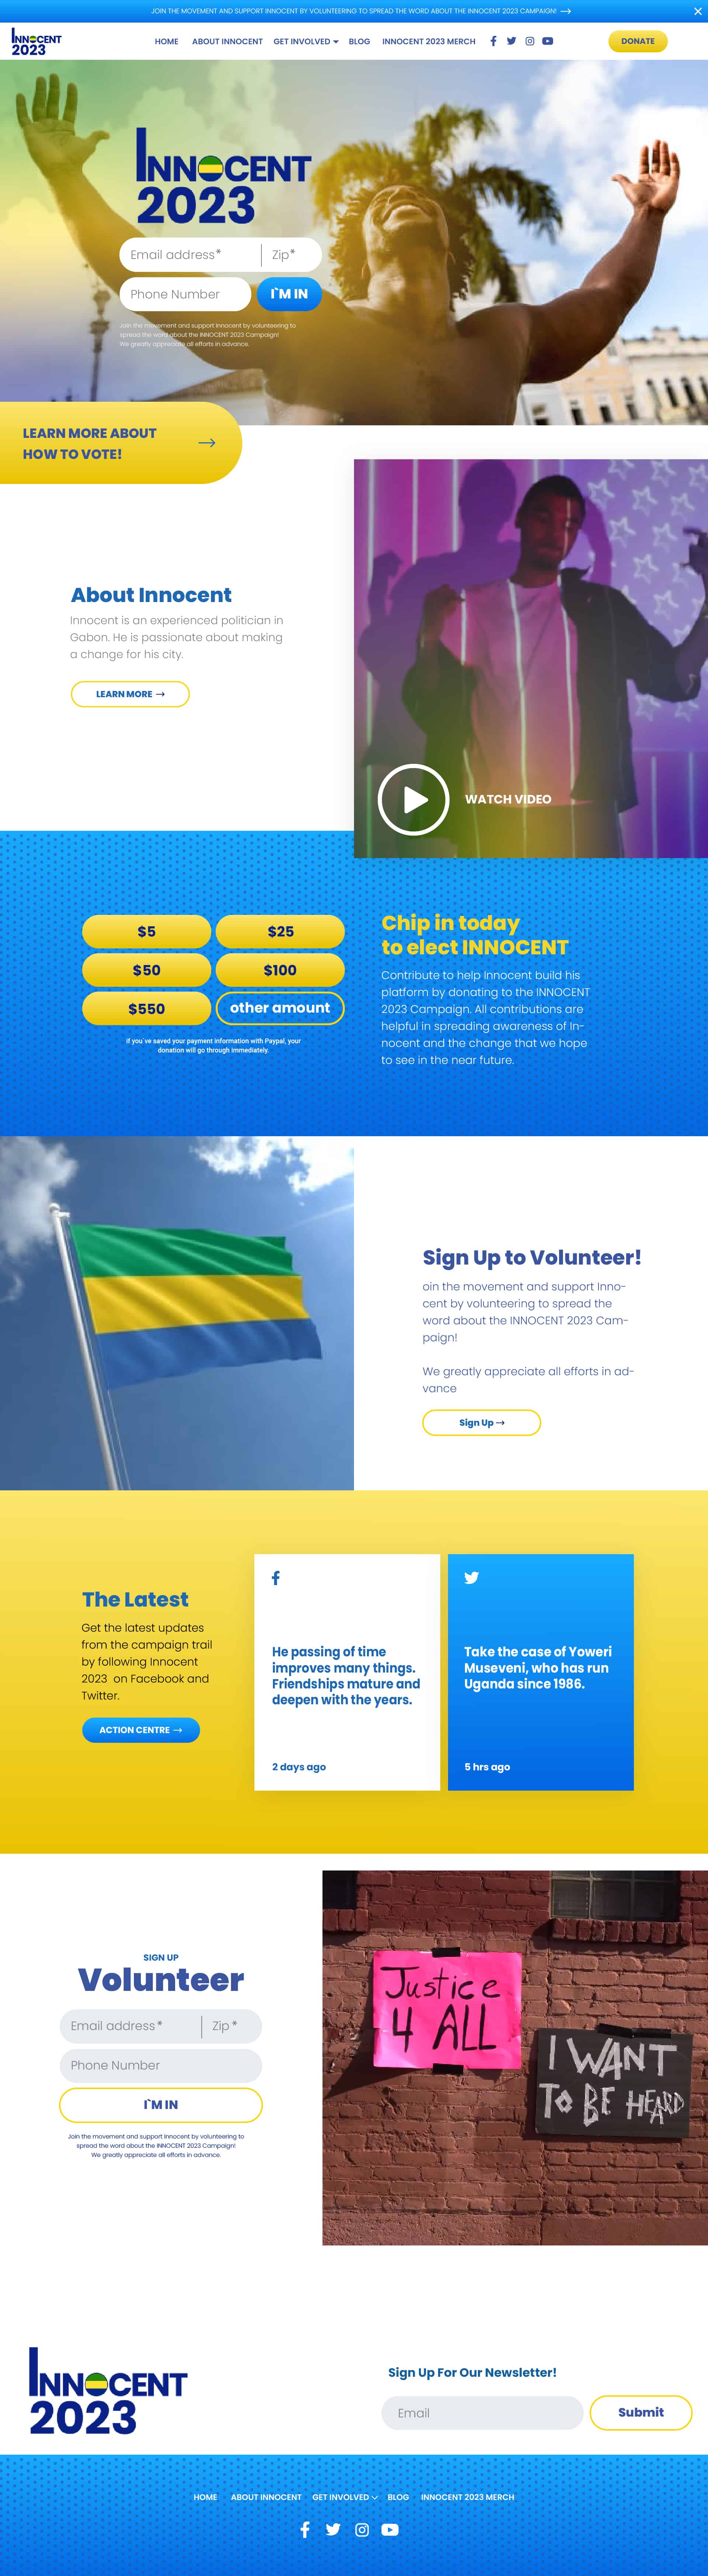 JOIN THE MOVEMENT AND SUPPORT INNOCENT BY VOLUNTEERING TO SPREAD THE WORD ABOUT THE INNOCENT 2023 CAMPAIGN! →
INNOCENT
2023
HOME ABOUT INNOCENT GET INVOLVED BLOG INNOCENT 2023 MERCH
DONATE
INNOCENT
2023
Email address* Zip*
Phone Number
I`M IN
Join the movement and support Innocent by volunteering to
spread the word about the INNOCENT 2023 Campaign!
We greatly appreciate all efforts in advance.
LEARN MORE ABOUT
HOW TO VOTE!
About Innocent
Innocent is an experienced politician in
Gabon. He is passionate about making
a change for his city.
LEARN MORE →
WATCH VIDEO
$5
$25
$50
$100
$550
other amount
If you`ve saved your payment information with Paypal, your
donation will go through immediately.
Chip in today
to elect INNOCENT
Contribute to help Innocent build his
platform by donating to the INNOCENT
2023 Campaign. All contributions are
helpful in spreading awareness of In-
nocent and the change that we hope
to see in the near future.
Sign Up to Volunteer!
oin the movement and support Inno-
cent by volunteering to spread the
word about the INNOCENT 2023 Cam-
paign!
We greatly appreciate all efforts in ad-
vance
Sign Up →
The Latest
Get the latest updates
from the campaign trail
by following Innocent
2023 on Facebook and
Twitter.
ACTION CENTRE →
He passing of time
improves many things.
Friendships mature and
deepen with the years.
2 days ago
Take the case of Yoweri
Museveni, who has run
Uganda since 1986.
5 hrs ago
SIGN UP
Volunteer
Email address* Zip *
Phone Number
I`M IN
Join the movement and support Innocent by volunteering to
spread the word about the INNOCENT 2023 Campaign!
We greatly appreciate all efforts in advance.
Justice
4 ALL
I WANT
TO BE HEARD
INNOCENT
2023
Sign Up For Our Newsletter!
Email
Submit
HOME ABOUT INNOCENT GET INVOLVED BLOG INNOCENT 2023 MERCH